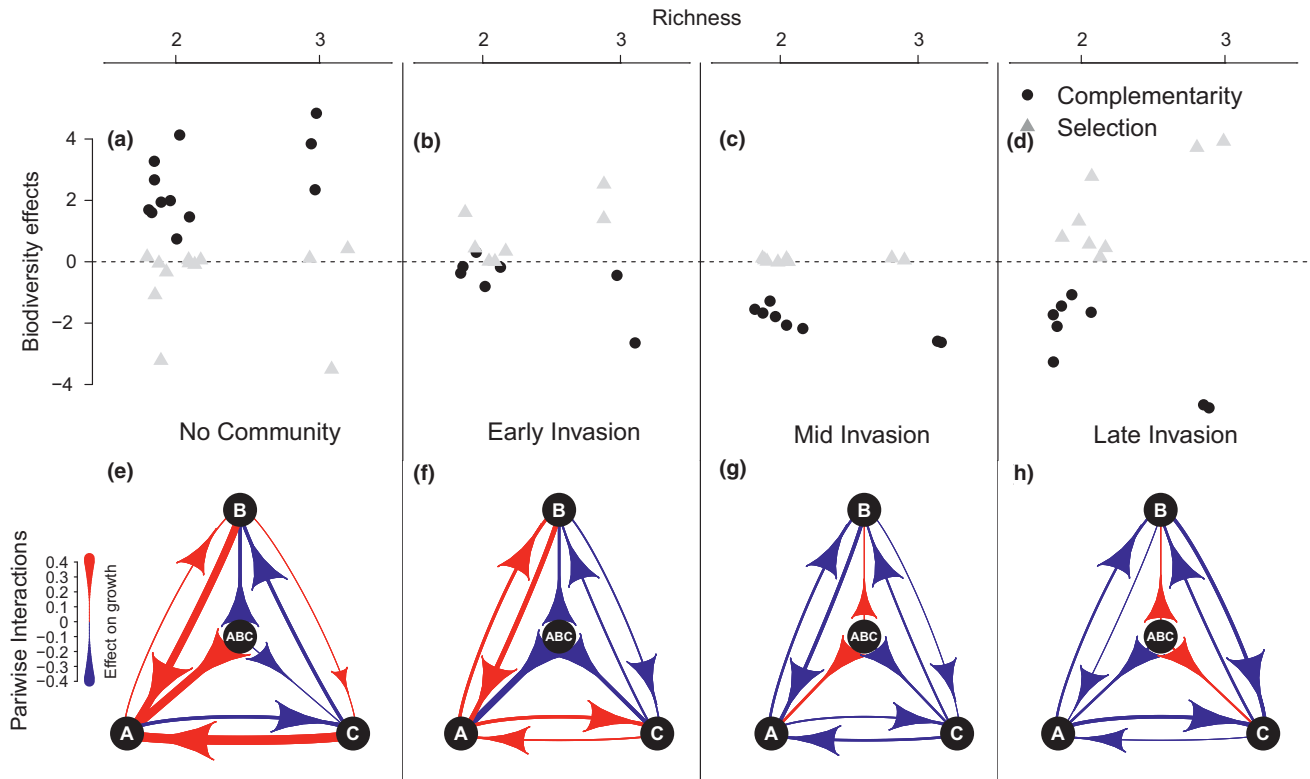 Richness
2 3 2 3 2 3 2 3
Complementarity
Selection
(a) (b) (c) (d)
Biodiversity effects
4
2
0
−2
−4
No Community Early Invasion Mid Invasion Late Invasion
(e) (f) (g) (h)
Pariwise Interactions
0.4
0.3
0.2
0.1
0
−0.1
−0.2
−0.3
−0.4
Effect on growth
B B B B
ABC ABC ABC ABC
A C A C A C A C